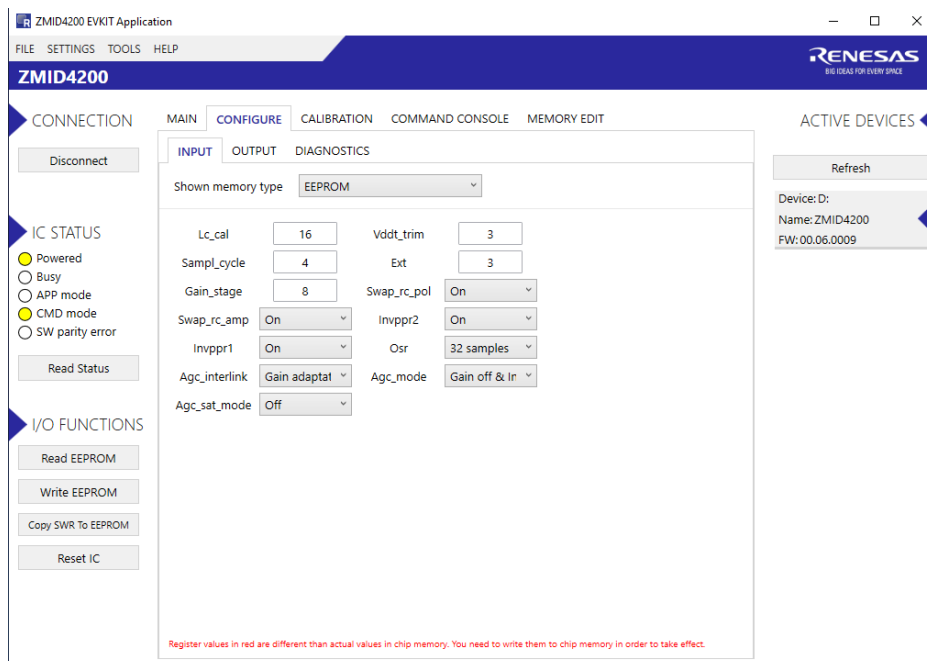 ZMID4200 EVKIT Application
FILE SETTINGS TOOLS HELP
RENESAS
BIG IDEAS FOR EVERY SPACE
ZMID4200
CONNECTION
Disconnect
IC STATUS
Powered
Busy
APP mode
CMD mode
SW parity error
Read Status
I/O FUNCTIONS
Read EEPROM
Write EEPROM
Copy SWR To EEPROM
Reset IC
MAIN CONFIGURE CALIBRATION COMMAND CONSOLE MEMORY EDIT
INPUT OUTPUT DIAGNOSTICS
Shown memory type EEPROM
Lc_cal 16 Vddt_trim 3
Sampl_cycle 4 Ext 3
Gain_stage 8 Swap_rc_pol On
Swap_rc_amp On Invppr2 On
Invppr1 On Osr 32 samples
Agc_interlink Gain adaptat Agc_mode Gain off & Ir
Agc_sat_mode Off
Register values in red are different than actual values in chip memory. You need to write them to chip memory in order to take effect.
ACTIVE DEVICES
Refresh
Device: D:
Name: ZMID4200
FW: 00.06.0009